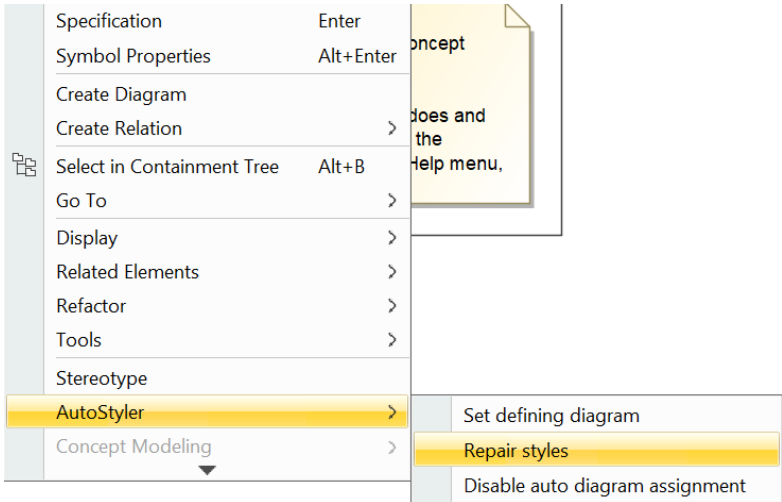 Specification Enter
Symbol Properties Alt+Enter
Create Diagram
Create Relation
Select in Containment Tree Alt+B
Go To
Display
Related Elements
Refactor
Tools
Stereotype
AutoStyler
Concept Modeling
oncept
does and
the
Help menu,
Set defining diagram
Repair styles
Disable auto diagram assignment